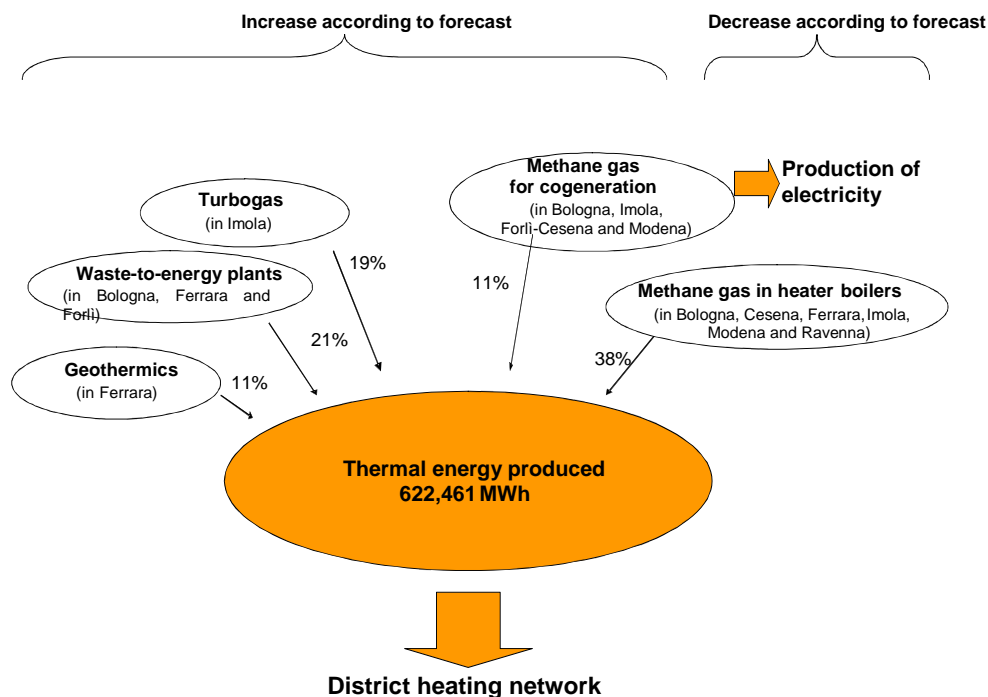 Increase according to forecast
Decrease according to forecast
Methane gas
for cogeneration
(in Bologna, Imola,
Forlì-Cesena and Modena)
Production of
electricity
Turbogas
(in Imola)
19%
11%
Waste-to-energy plants
(in Bologna, Ferrara and
Forlì)
Methane gas in heater boilers
(in Bologna, Cesena, Ferrara, Imola,
Modena and Ravenna)
21%
38%
Geothermics
(in Ferrara)
11%
Thermal energy produced
622,461 MWh
District heating network